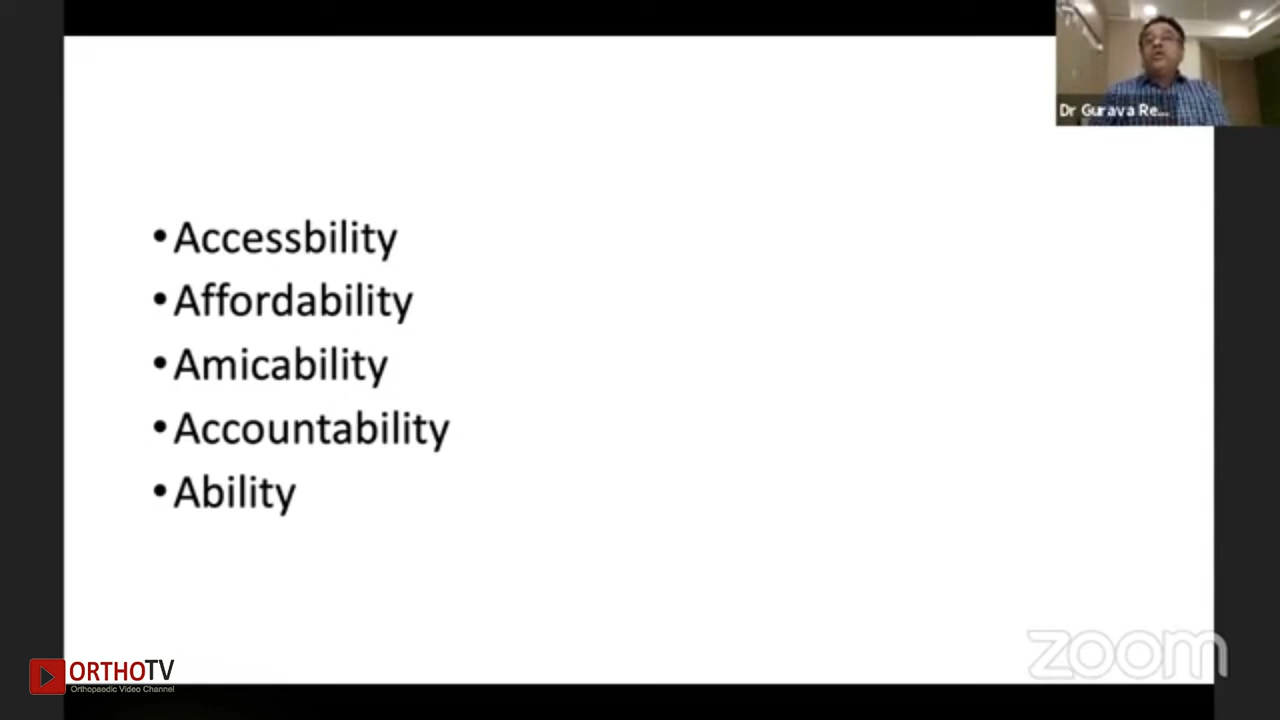 Dr Gurava Re...
• Accessbility
• Affordability
• Amicability
• Accountability
• Ability
ORTHOTV
Orthopaedic Video Channel
zoom